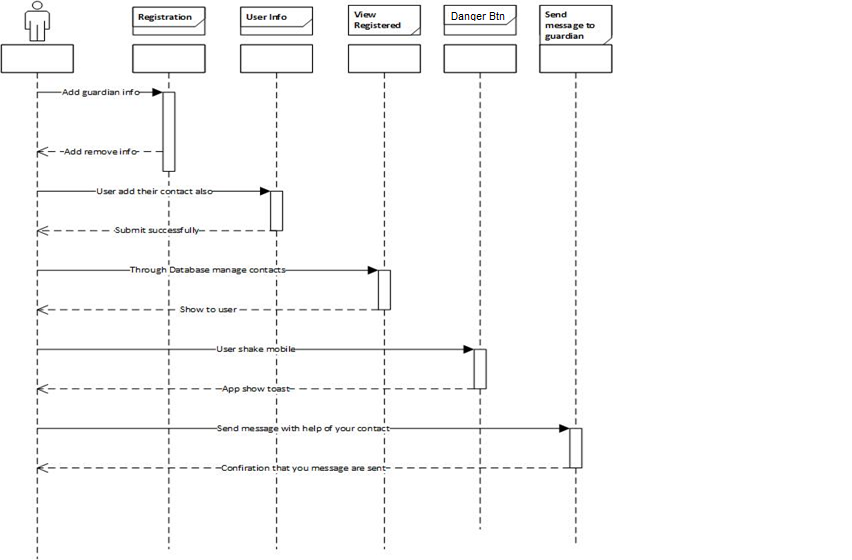 Registration
User Info
View
Registered
Danger Btn
Send
message to
guardian
Add guardian info
Add remove info
User add their contact also
Submit successfully
Through Database manage contacts
Show to user
User shake mobile
App show toast
Send message with help of your contact
Confiration that you message are sent